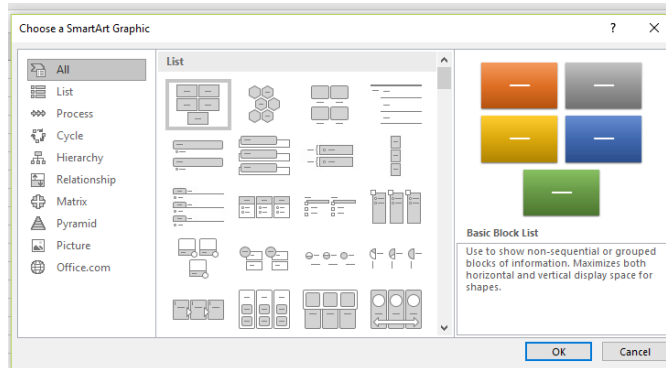 Choose a SmartArt Graphic
?
All
List
Process
Cycle
Hierarchy
Relationship
Matrix
Pyramid
Picture
Office.com
List
Basic Block List
Use to show non-sequential or grouped
blocks of information. Maximizes both
horizontal and vertical display space for
shapes.
OK
Cancel